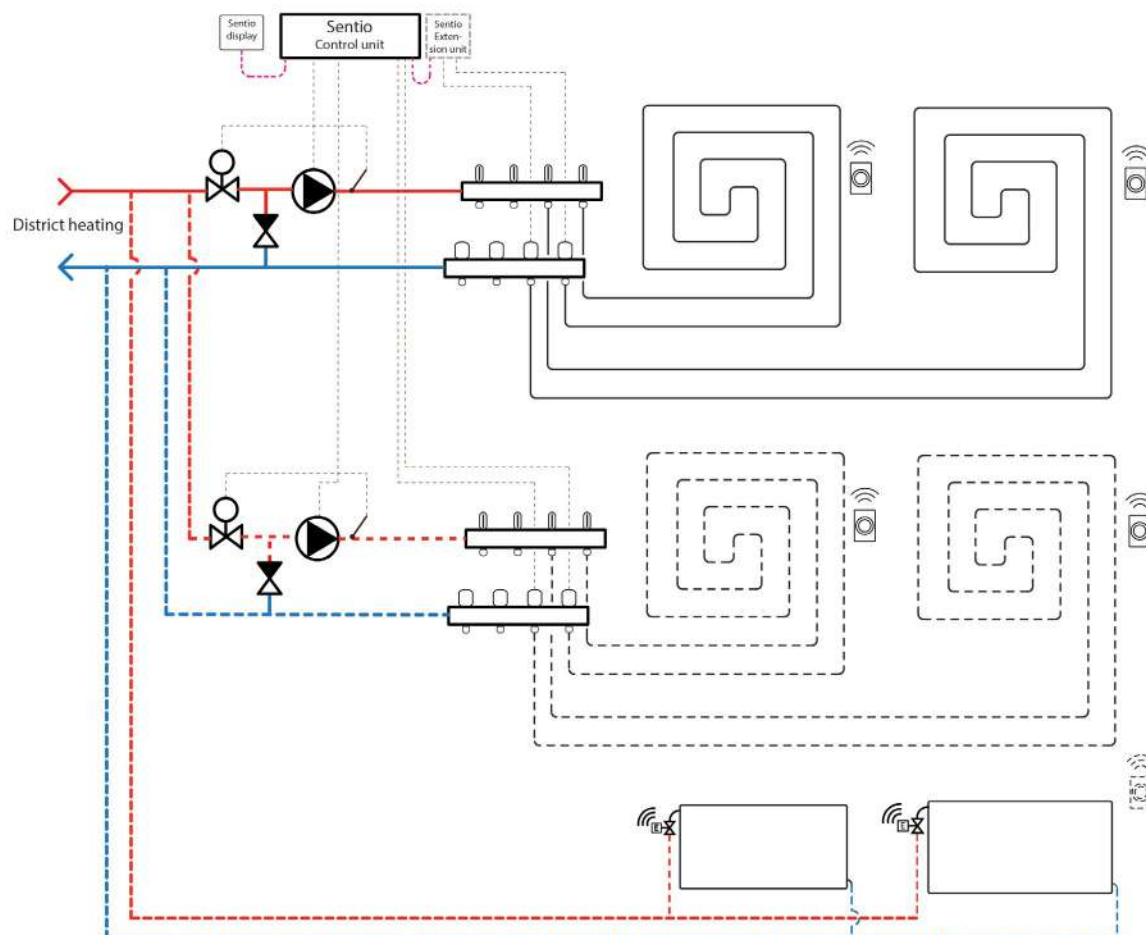 Sentio
display
Sentio
Control unit
Sentio
Exten-
sion unit
District heating